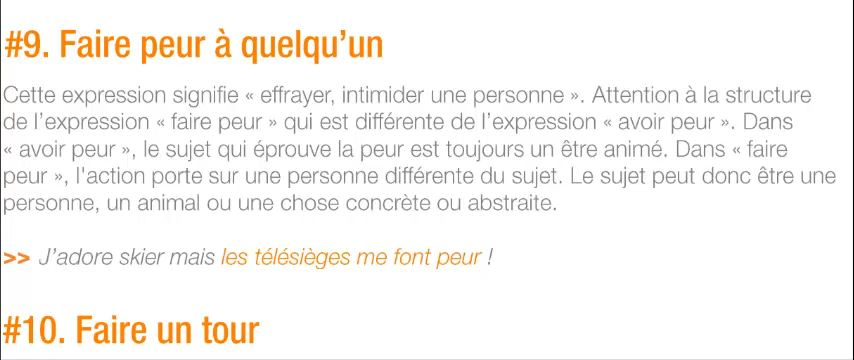 #9. Faire peur à quelqu’un
Cette expression signifie « effrayer, intimider une personne ». Attention à la structure
de l’expression « faire peur » qui est différente de l’expression « avoir peur ». Dans
« avoir peur », le sujet qui éprouve la peur est toujours un être animé. Dans « faire
peur », l'action porte sur une personne différente du sujet. Le sujet peut donc être une
personne, un animal ou une chose concrète ou abstraite.
>> J’adore skier mais les télésièges me font peur !
#10. Faire un tour